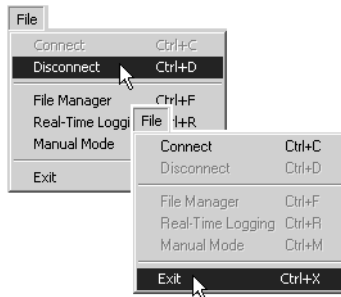 File
Connect Ctrl+C
Disconnect Ctrl+D
File Manager Ctrl+F
Real-Time Loggi
Manual Mode
Exit
File
Connect Ctrl+C
Disconnect Ctrl+D
File Manager Ctrl+F
Real-Time Logging Ctrl+R
Manual Mode Ctrl+M
Exit Ctrl+X